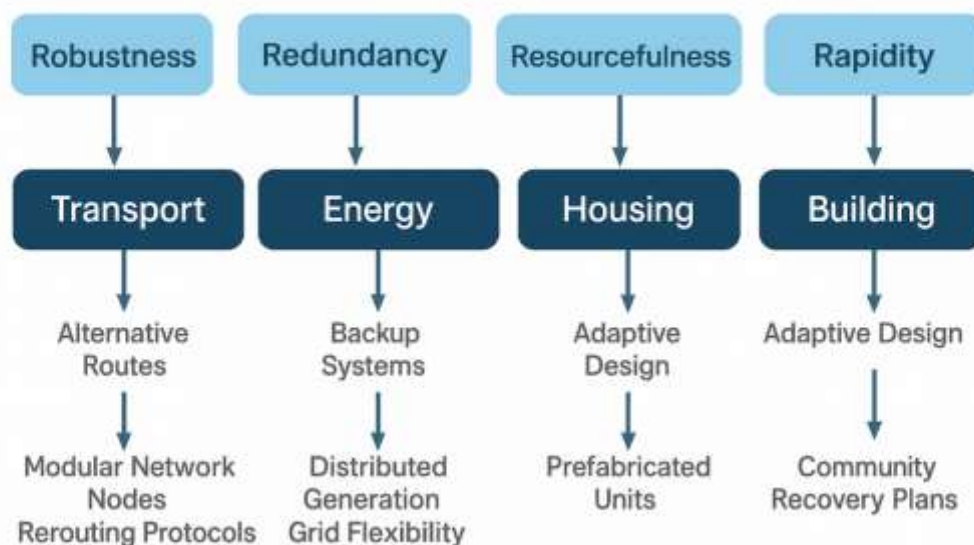 Robustness
Redundancy
Resourcefulness
Rapidity
Transport
Energy
Housing
Building
Alternative
Routes
Backup
Systems
Adaptive
Design
Adaptive Design
Modular Network
Nodes
Rerouting Protocols
Distributed
Generation
Grid Flexibility
Prefabricated
Units
Community
Recovery Plans